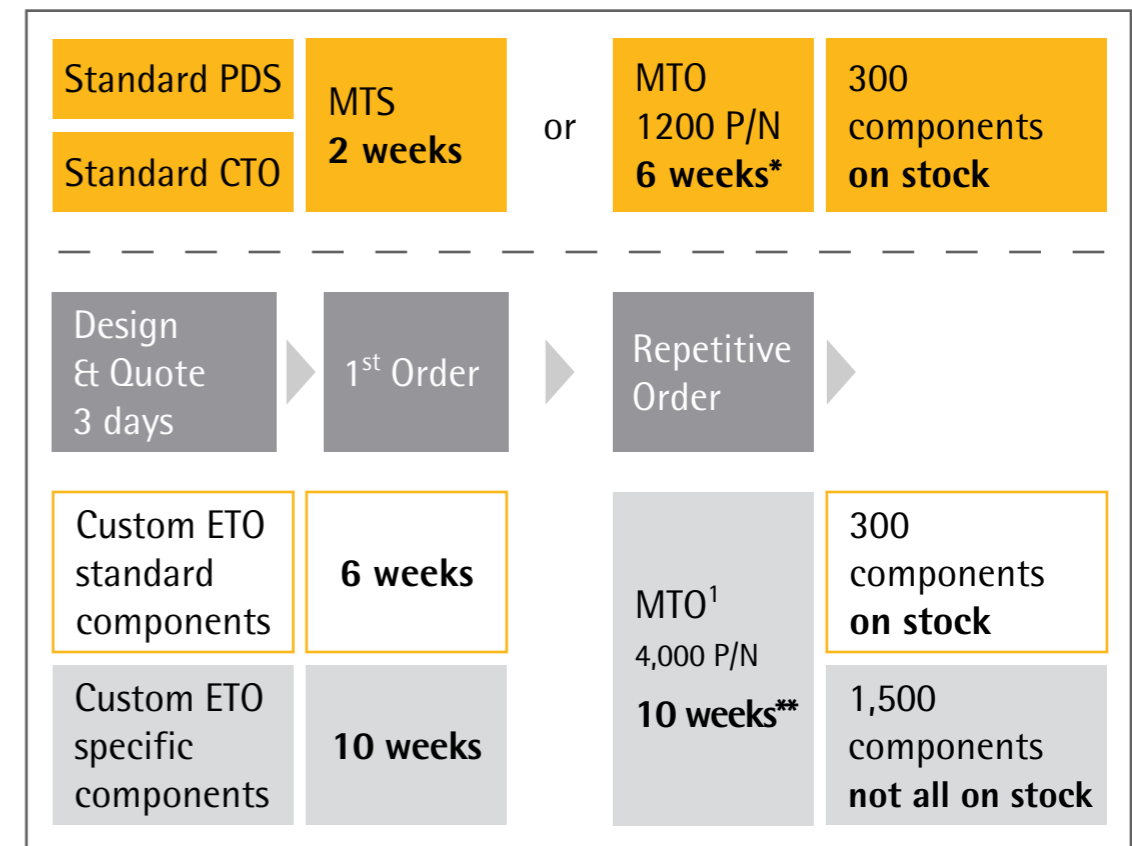 Standard PDS
Standard CTO
MTS
2 weeks
or
MTO
1200 P/N
6 weeks*
300
components
on stock
Design
& Quote
3 days
1st Order
Repetitive
Order
Custom ETO
standard
components
6 weeks
Custom ETO
specific
components
10 weeks
MTO1
4,000 P/N
10 weeks**
300
components
on stock
1,500
components
not all on stock